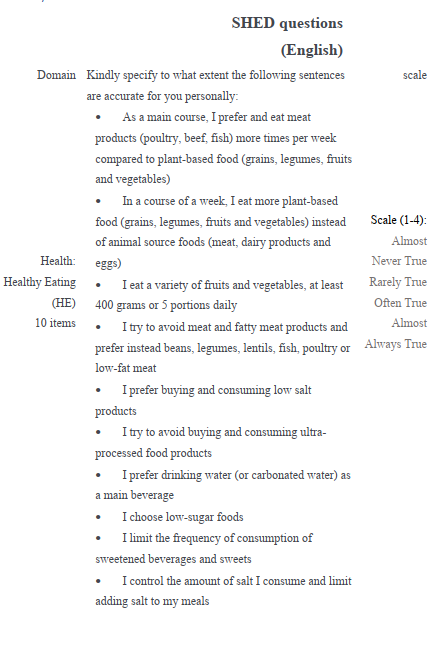 SHED questions
(English)
Domain Kindly specify to what extent the following sentences scale
are accurate for you personally:
• As a main course, I prefer and eat meat
products (poultry, beef, fish) more times per week
compared to plant-based food (grains, legumes, fruits
and vegetables)
• In a course of a week, I eat more plant-based
food (grains, legumes, fruits and vegetables) instead
of animal source foods (meat, dairy products and
eggs)
• I eat a variety of fruits and vegetables, at least
400 grams or 5 portions daily
• I try to avoid meat and fatty meat products and
prefer instead beans, legumes, lentils, fish, poultry or
low-fat meat
• I prefer buying and consuming low salt
products
• I try to avoid buying and consuming ultra-
processed food products
• I prefer drinking water (or carbonated water) as
a main beverage
• I choose low-sugar foods
• I limit the frequency of consumption of
sweetened beverages and sweets
• I control the amount of salt I consume and limit
adding salt to my meals
Health:
Healthy Eating
(HE)
10 items
Scale (1-4):
Almost
Never True
Rarely True
Often True
Almost
Always True